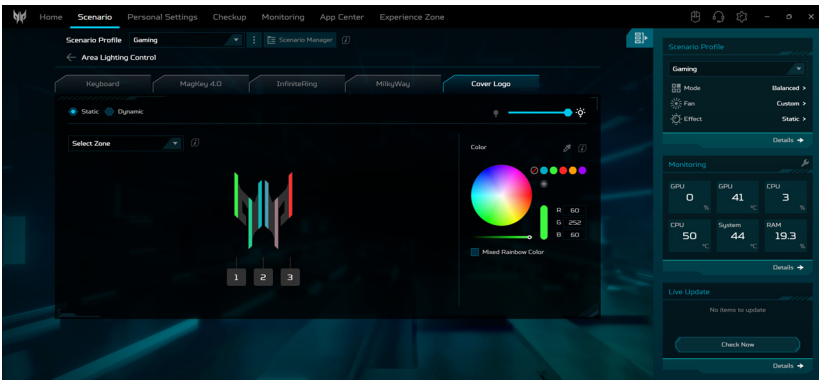 Home Scenario Personal Settings Checkup Monitoring App Center Experience Zone
Scenario Profile Gaming Scenario Manager
Area Lighting Control
Keyboard MagKey 4.0 InfiniteRing MilkyWay Cover Logo
Static Dynamic
Select Zone
1 2 3
Color
R 60
G 252
B 60
Mixed Rainbow Color
Scenario Profile
Gaming
Mode Balanced >
Fan Custom >
Effect Static >
Details
Monitoring
GPU GPU CPU
0 % 41 °C 3 %
CPU System RAM
50 °C 44 °C 19.3 %
Details
Live Update
No items to update
Check Now
Details